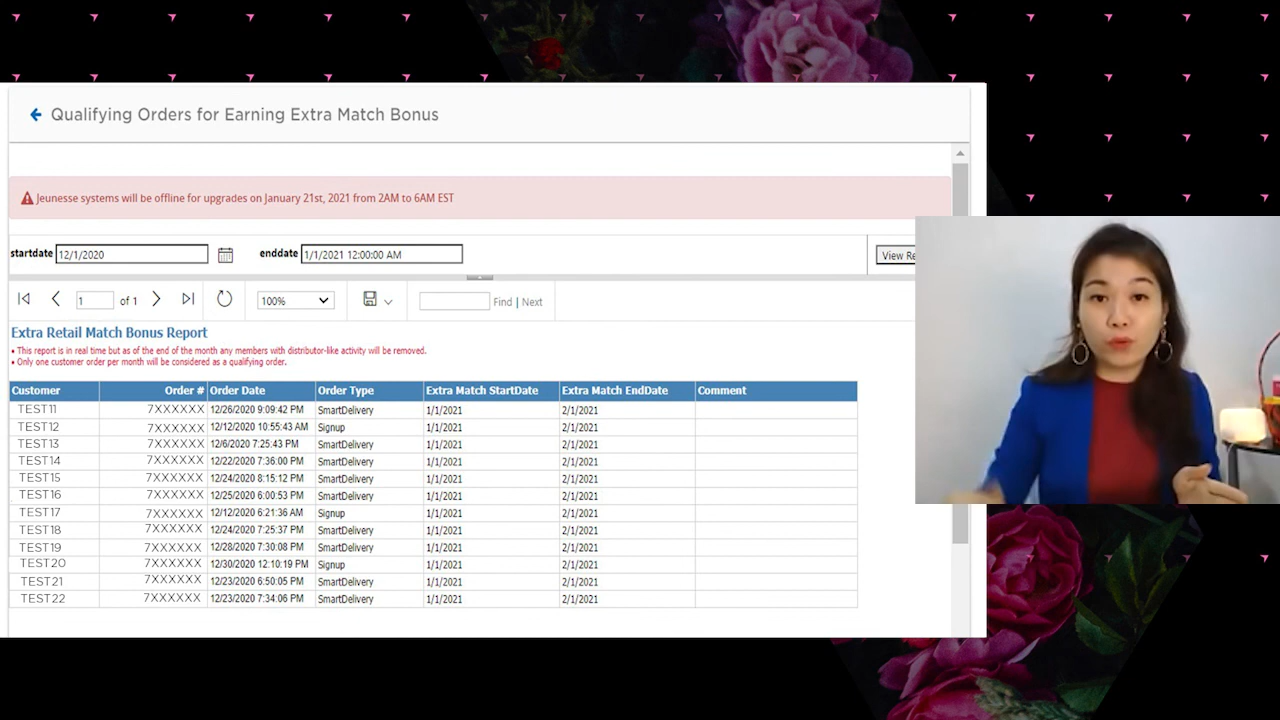 Qualifying Orders for Earning Extra Match Bonus
Jeunesse systems will be offline for upgrades on January 21st, 2021 from 2AM to 6AM EST
startdate 12/1/2020 enddate 1/1/2021 12:00:00 AM View Re
1 of 1 100% Find | Next
Extra Retail Match Bonus Report
• This report is in real time but as of the end of the month any members with distributor-like activity will be removed.
• Only one customer order per month will be considered as a qualifying order.
Customer Order # Order Date Order Type Extra Match StartDate Extra Match EndDate Comment
TEST11 7XXXXXX 12/26/2020 9:09:42 PM SmartDelivery 1/1/2021 2/1/2021
TEST12 7XXXXXX 12/12/2020 10:55:43 AM Signup 1/1/2021 2/1/2021
TEST13 7XXXXXX 12/6/2020 7:25:43 PM SmartDelivery 1/1/2021 2/1/2021
TEST14 7XXXXXX 12/22/2020 7:36:00 PM SmartDelivery 1/1/2021 2/1/2021
TEST15 7XXXXXX 12/24/2020 8:15:12 PM SmartDelivery 1/1/2021 2/1/2021
TEST16 7XXXXXX 12/25/2020 6:00:53 PM SmartDelivery 1/1/2021 2/1/2021
TEST17 7XXXXXX 12/12/2020 6:21:36 AM Signup 1/1/2021 2/1/2021
TEST18 7XXXXXX 12/24/2020 7:25:37 PM SmartDelivery 1/1/2021 2/1/2021
TEST19 7XXXXXX 12/28/2020 7:30:08 PM SmartDelivery 1/1/2021 2/1/2021
TEST20 7XXXXXX 12/30/2020 12:10:19 PM Signup 1/1/2021 2/1/2021
TEST21 7XXXXXX 12/23/2020 6:50:05 PM SmartDelivery 1/1/2021 2/1/2021
TEST22 7XXXXXX 12/23/2020 7:34:06 PM SmartDelivery 1/1/2021 2/1/2021